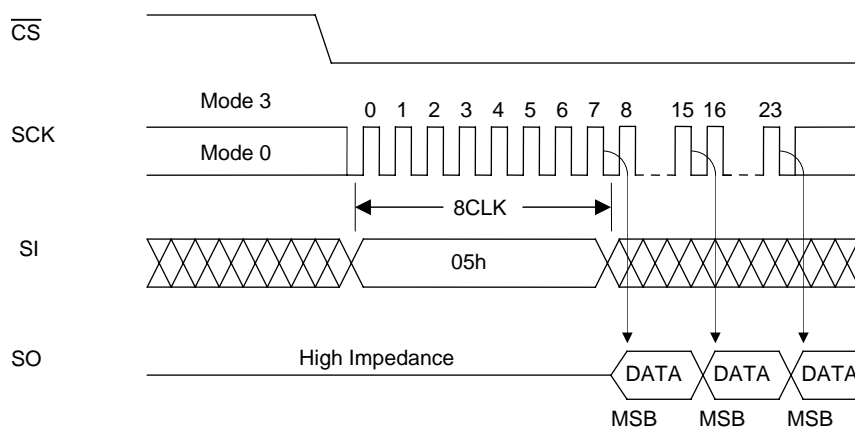 CS
Mode 3
0 1 2 3 4 5 6 7 8 15 16 23
SCK
Mode 0
8CLK
SI
05h
SO
High Impedance
DATA DATA DATA
MSB MSB MSB